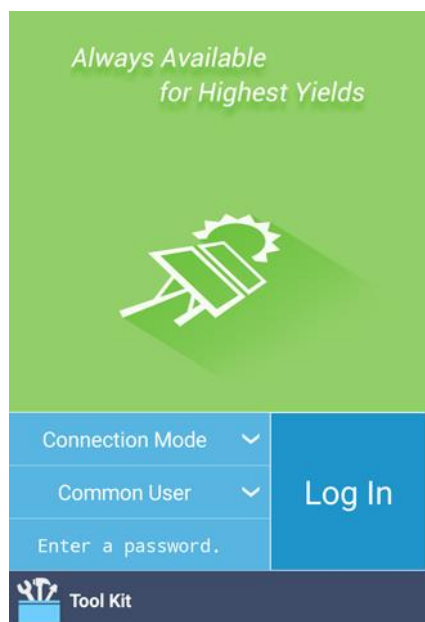 Always Available
for Highest Yields
Connection Mode
Common User
Log In
Enter a password.
Tool Kit